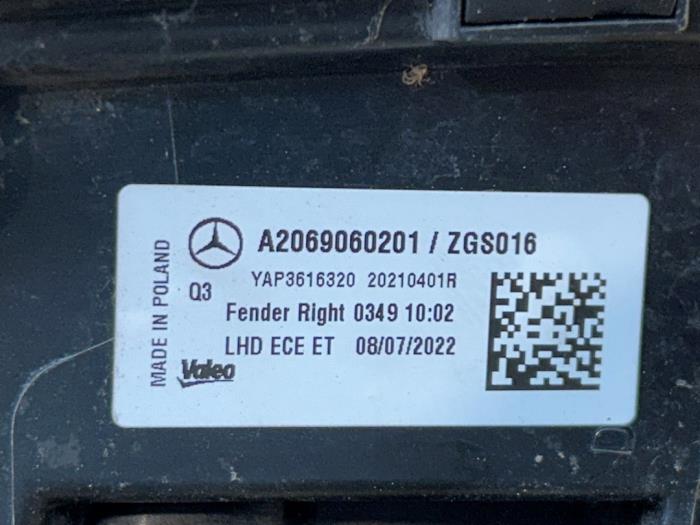 A2069060201 / ZGS016
YAP3616320 20210401R
Q3
Fender Right 0349 10:02
LHD ECE ET 08/07/2022
Valeo
MADE IN POLAND
D